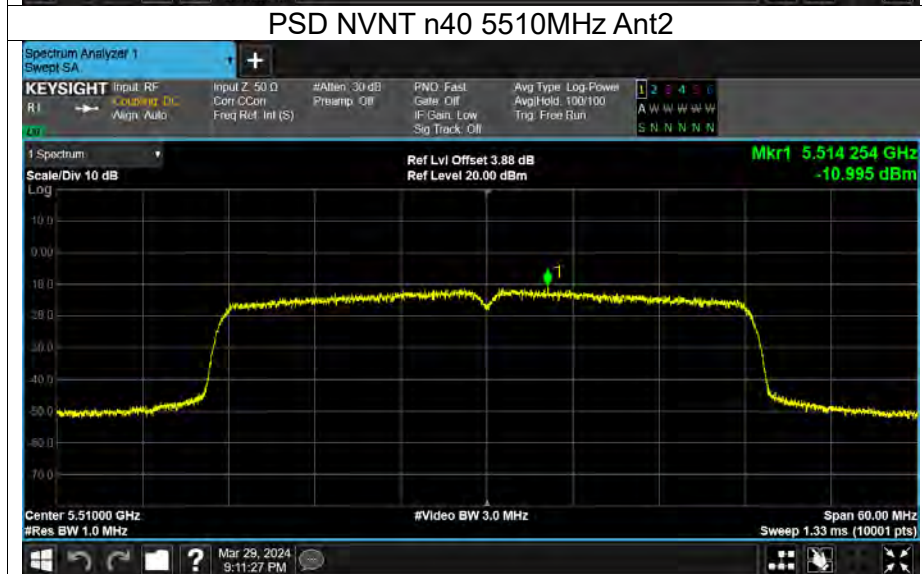 PSD NVNT n40 5510MHz Ant2
Spectrum Analyzer 1
Swept SA
+
KEYSIGHT Input: RF
Coupling: DC
Align: Auto
Input Z: 50 Ω
Corr CCorr
Freq Ref: Int (S)
#Atten: 30 dB
Preamp: Off
PNO: Fast
Gate: Off
IF Gain: Low
Sig Track: Off
Avg Type: Log-Power
Avg|Hold: 100/100
Trig: Free Run
1 2 3 4 5 6
A W W W W W
S N N N N N
1 Spectrum
Scale/Div 10 dB
Ref Lvl Offset 3.88 dB
Ref Level 20.00 dBm
Mkr1 5.514 254 GHz
-10.995 dBm
Log
10.0
0.00
-10.0
-20.0
-30.0
-40.0
-50.0
-60.0
-70.0
1
Center 5.51000 GHz
#Res BW 1.0 MHz
#Video BW 3.0 MHz
Span 60.00 MHz
Sweep 1.33 ms (10001 pts)
?
Mar 29, 2024
9:11:27 PM